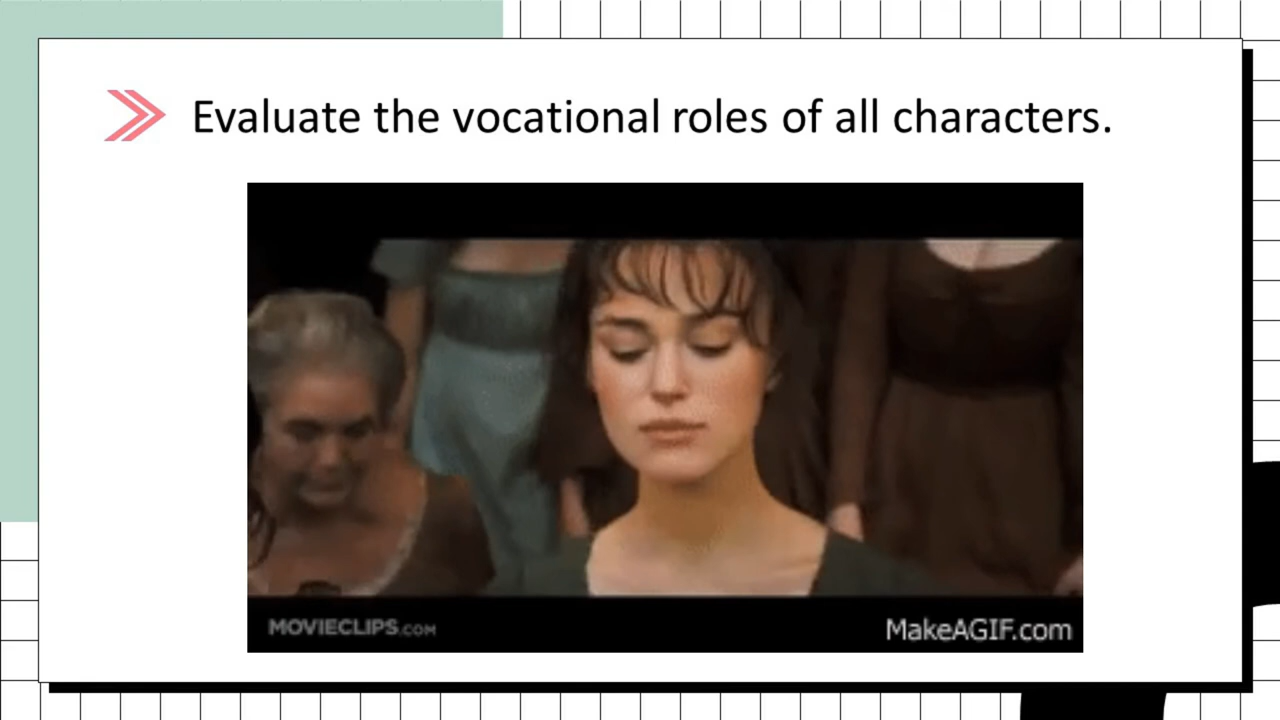 Evaluate the vocational roles of all characters.
MOVIECLIPS.COM
MakeAGIF.com